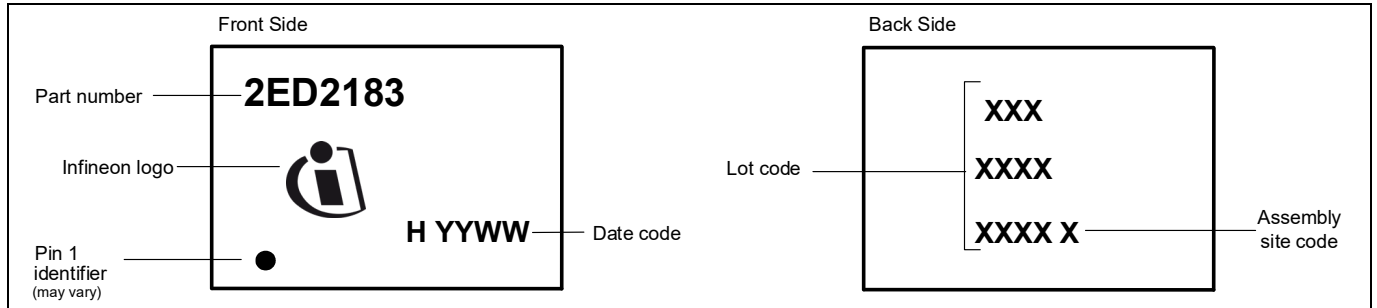 Front Side
Part number
2ED2183
Infineon logo
H YYWW
Date code
Pin 1
identifier
(may vary)
Back Side
Lot code
XXX
XXXX
XXXX X
Assembly
site code